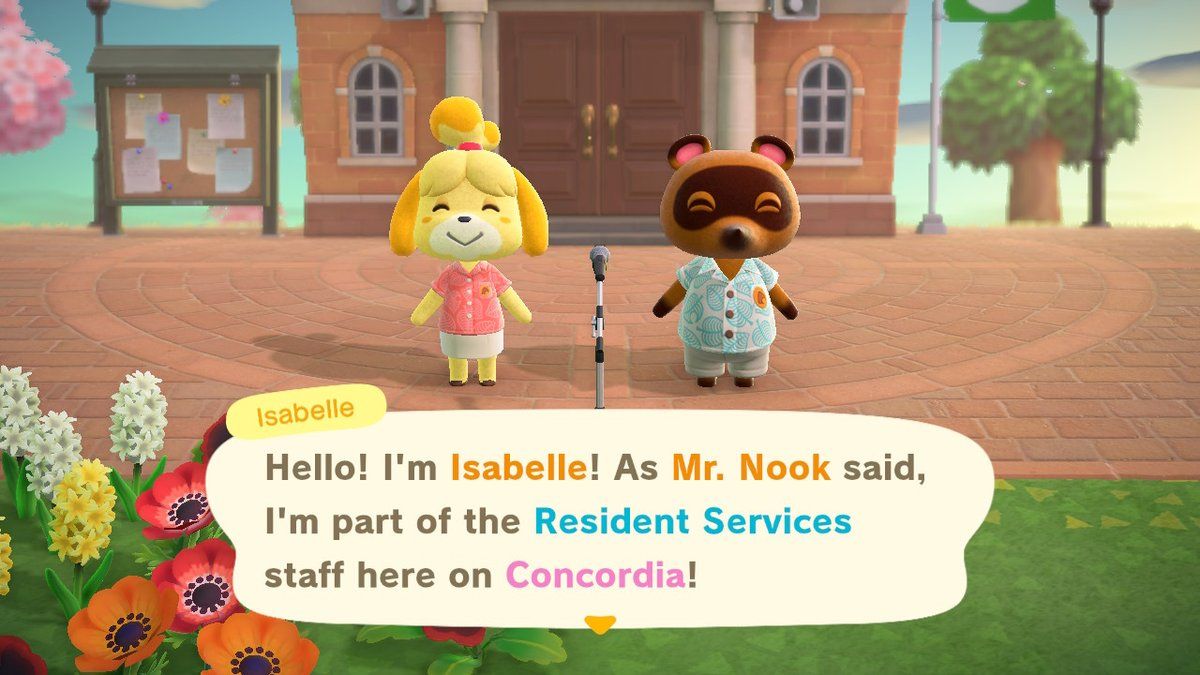 Isabelle
Hello! I'm Isabelle! As Mr. Nook said,
I'm part of the Resident Services
staff here on Concordia!